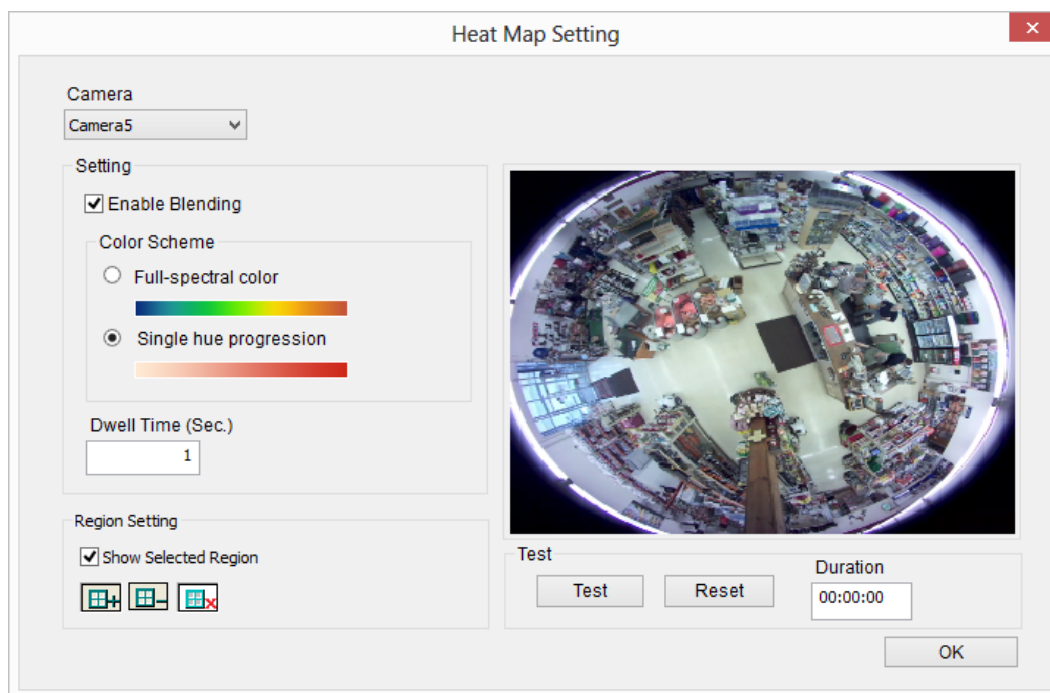 Heat Map Setting
Camera
Camera5
Setting
Enable Blending
Color Scheme
Full-spectral color
Single hue progression
Dwell Time (Sec.)
1
Region Setting
Show Selected Region
Test
Test
Reset
Duration
00:00:00
OK